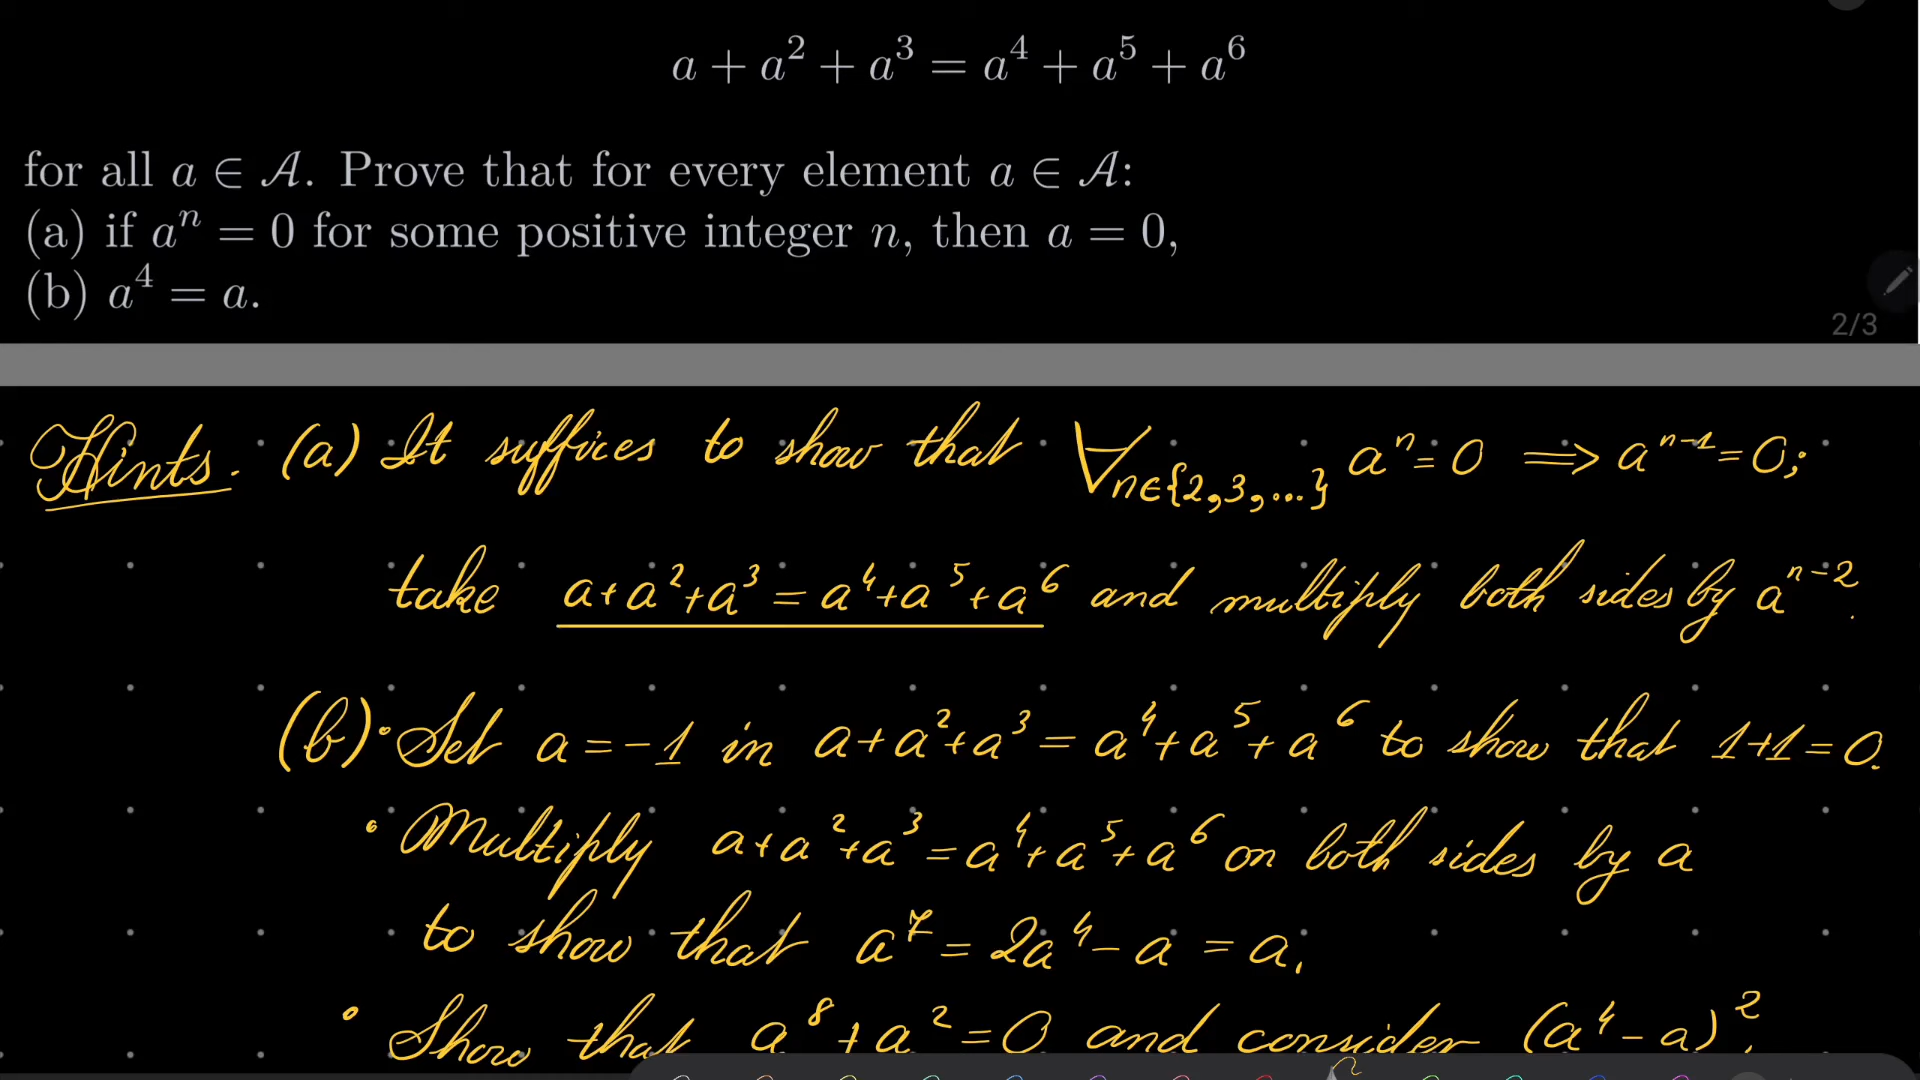 a + a² + a³ = a⁴ + a⁵ + a⁶
for all a ∈ 𝒜. Prove that for every element a ∈ 𝒜:
(a) if aⁿ = 0 for some positive integer n, then a = 0,
(b) a⁴ = a.
2/3
Hints. (a) It suffices to show that ∀n∈{2,3,...} aⁿ = 0 ⟹ aⁿ⁻¹ = 0;
take a+a²+a³ = a⁴+a⁵+a⁶ and multiply both sides by aⁿ⁻².
(b) • Set a = -1 in a+a²+a³ = a⁴+a⁵+a⁶ to show that 1+1=0.
• Multiply a+a²+a³ = a⁴+a⁵+a⁶ on both sides by a
to show that a⁷ = 2a⁴ - a = a.
• Show that a⁸ + a² = 0 and consider (a⁴ - a)².